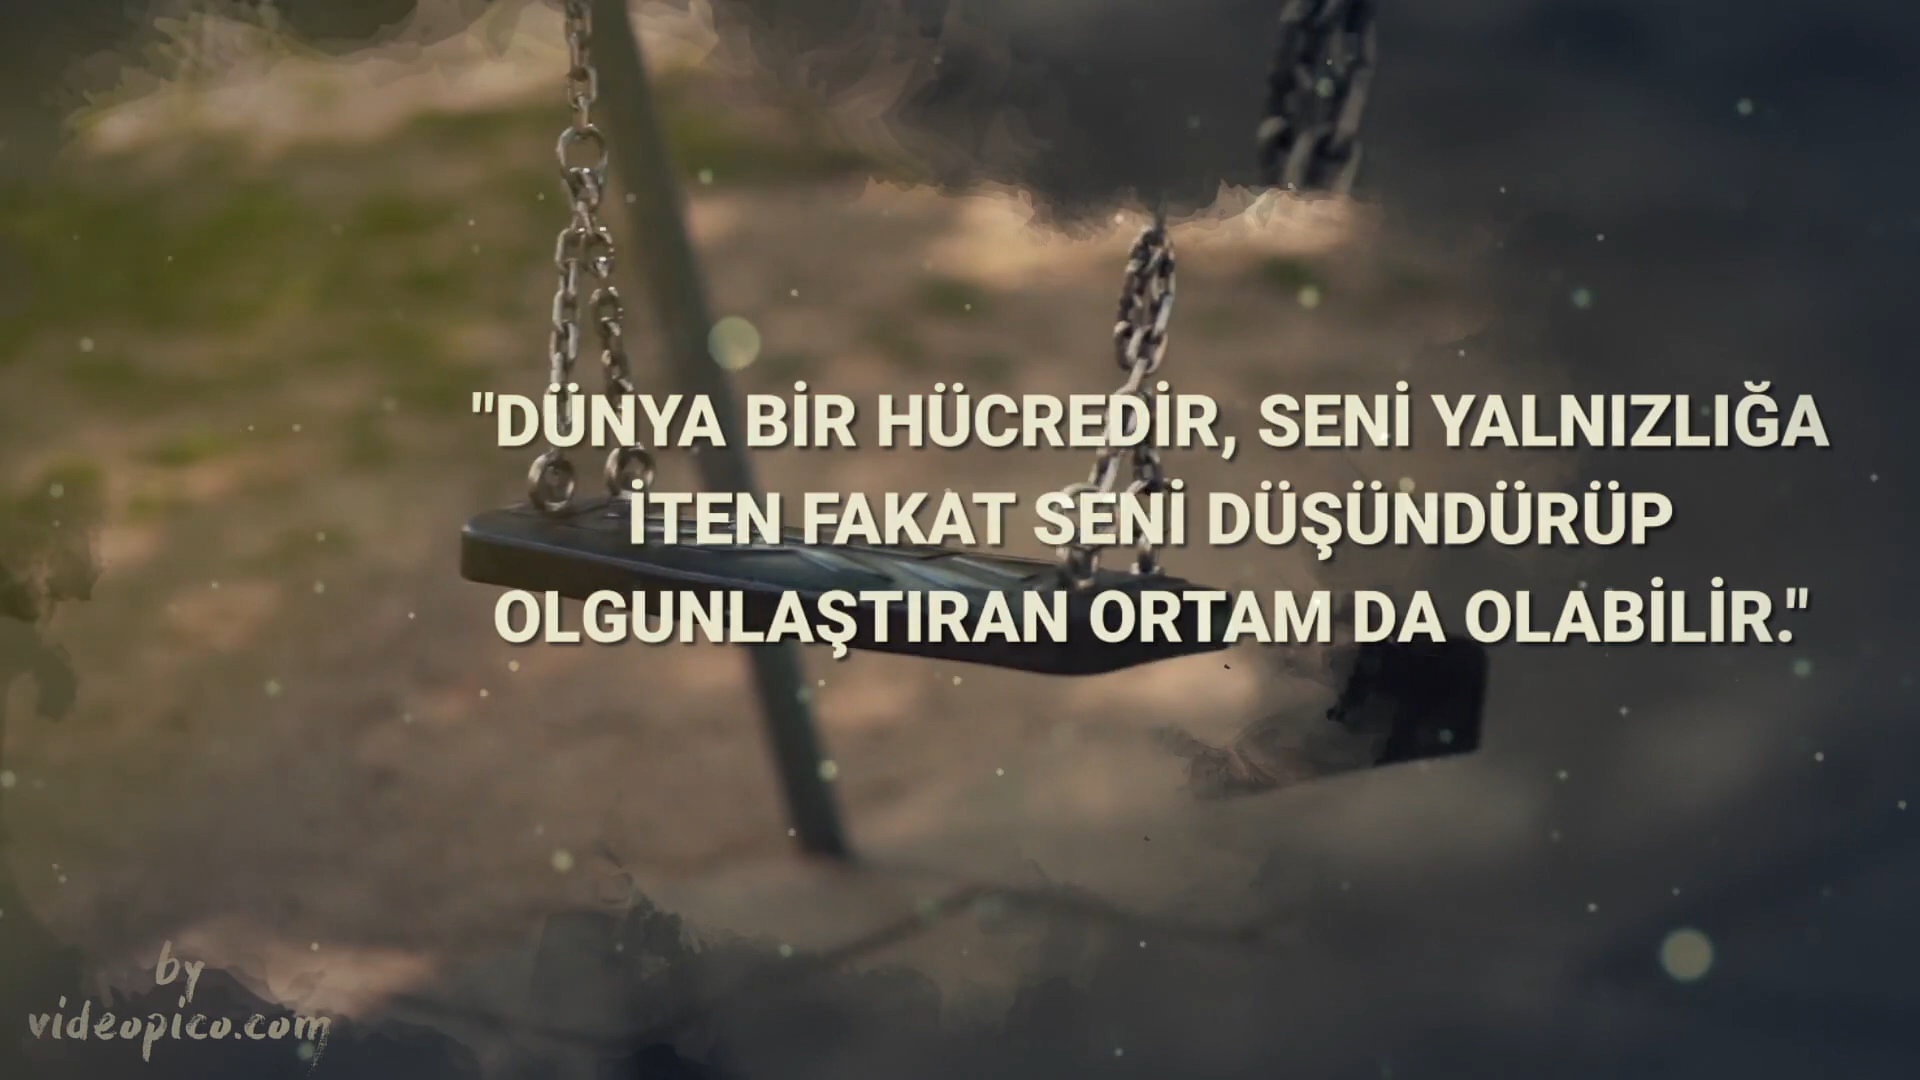 "DÜNYA BİR HÜCREDİR, SENİ YALNIZLIĞA
İTEN FAKAT SENİ DÜŞÜNDÜRÜP
OLGUNLAŞTIRAN ORTAM DA OLABİLİR."
by
videopico.com